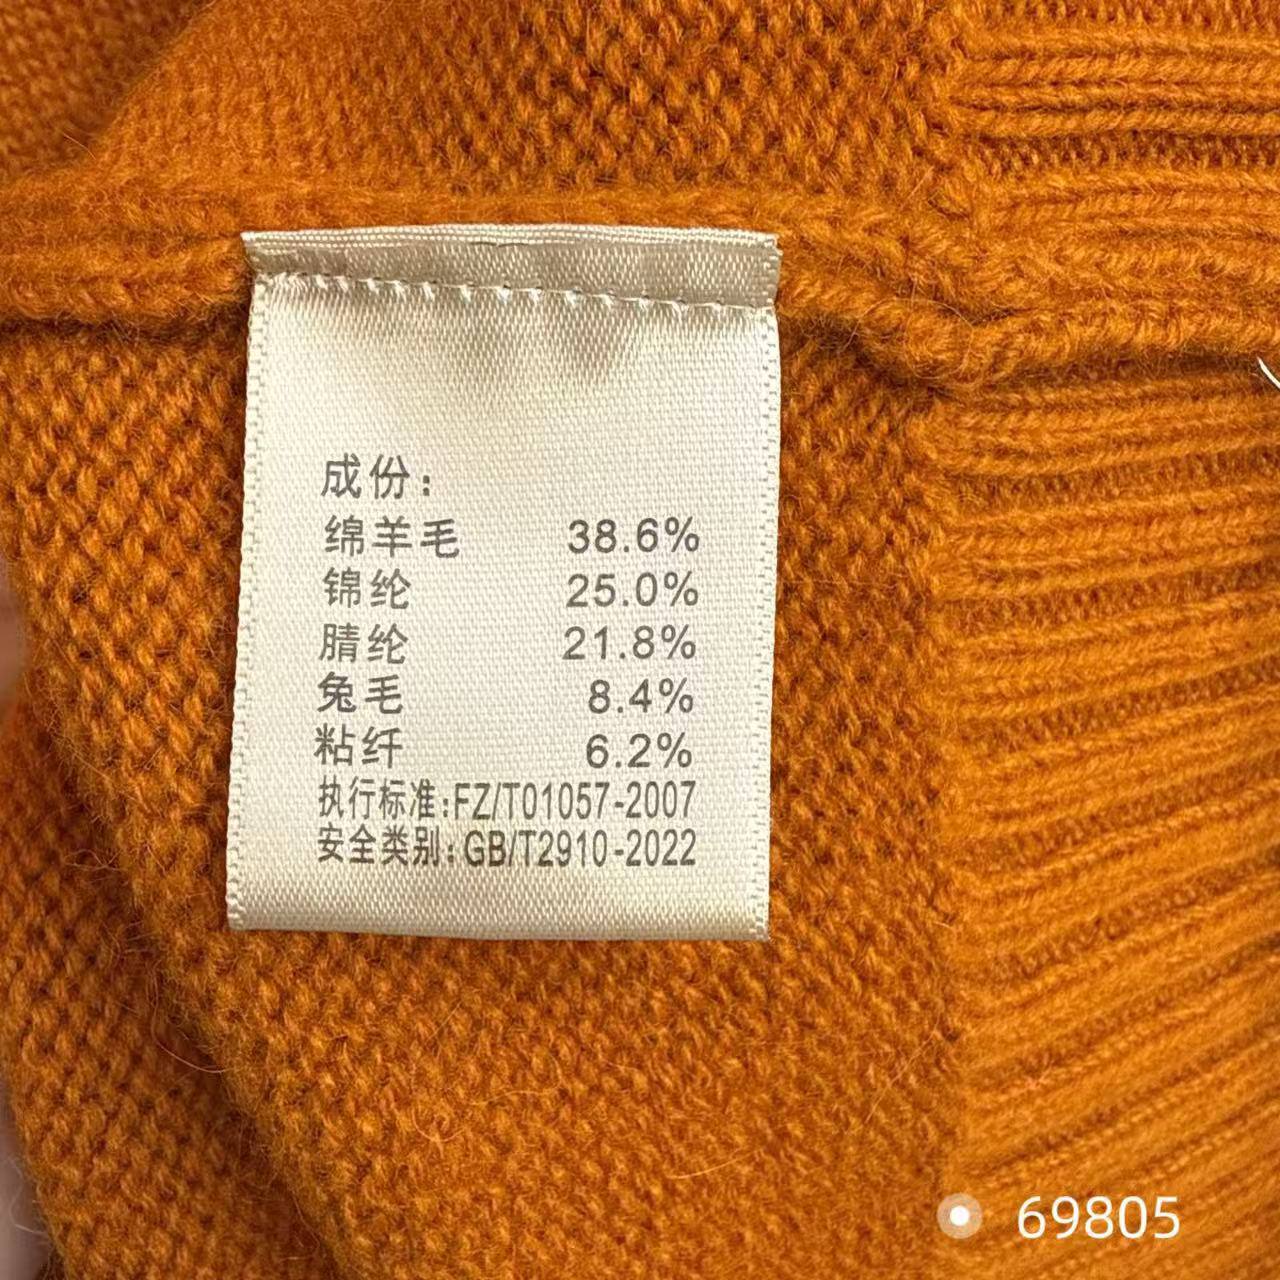 成份：
绵羊毛 38.6%
锦纶 25.0%
腈纶 21.8%
兔毛 8.4%
粘纤 6.2%
执行标准:FZ/T01057-2007
安全类别:GB/T2910-2022
69805